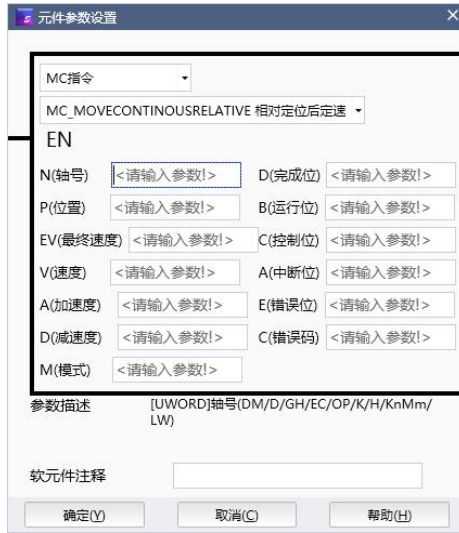 元件参数设置
MC指令
MC_MOVECONTINOUSRELATIVE 相对定位后定速
EN
N(轴号) <请输入参数!> D(完成位) <请输入参数!>
P(位置) <请输入参数!> B(运行位) <请输入参数!>
EV(最终速度) <请输入参数!> C(控制位) <请输入参数!>
V(速度) <请输入参数!> A(中断位) <请输入参数!>
A(加速度) <请输入参数!> E(错误位) <请输入参数!>
D(减速度) <请输入参数!> C(错误码) <请输入参数!>
M(模式) <请输入参数!>
参数描述 [UWORD]轴号(DM/D/GH/EC/OP/K/H/KnMm/
LW)
软元件注释
确定(Y) 取消(C) 帮助(H)